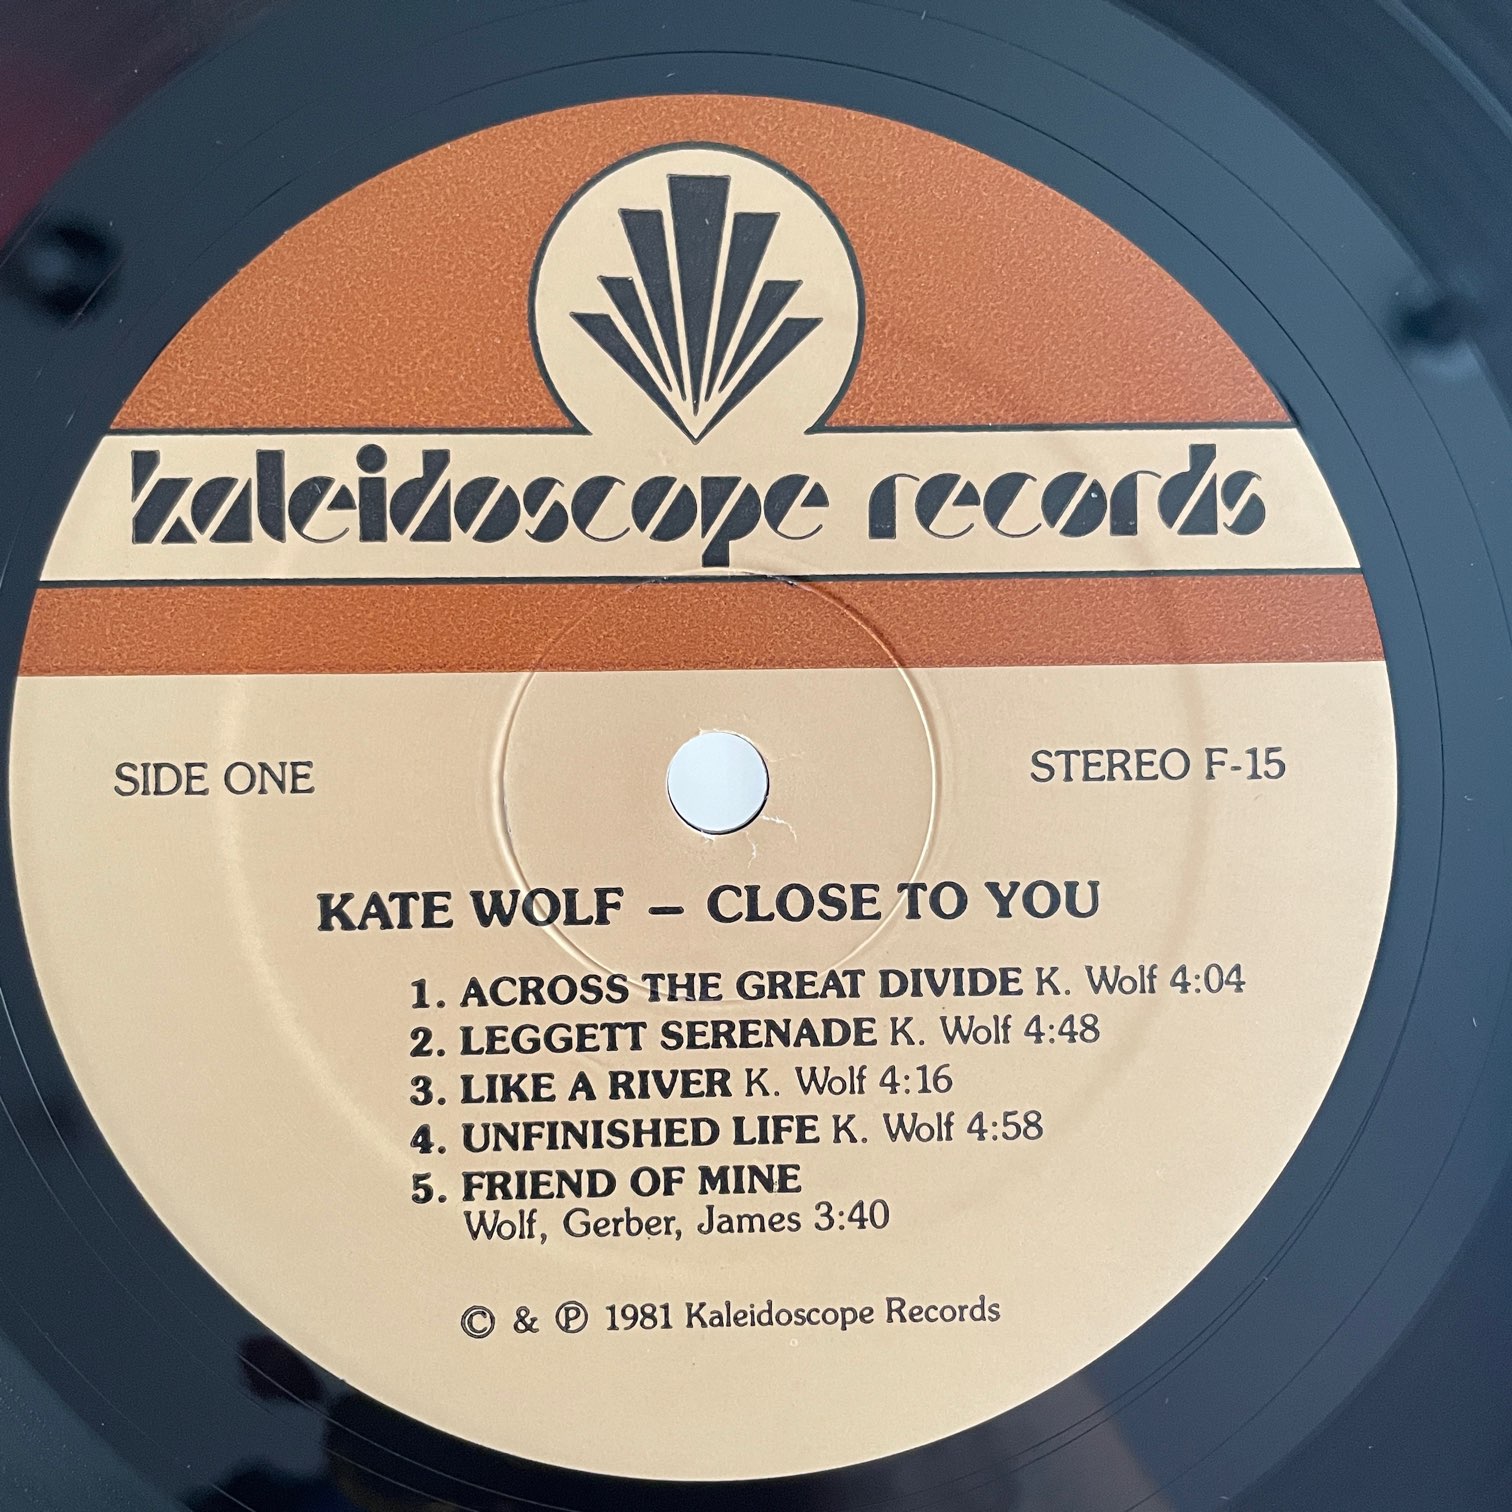 kaleidoscope records
SIDE ONE
STEREO F-15
KATE WOLF – CLOSE TO YOU
1. ACROSS THE GREAT DIVIDE K. Wolf 4:04
2. LEGGETT SERENADE K. Wolf 4:48
3. LIKE A RIVER K. Wolf 4:16
4. UNFINISHED LIFE K. Wolf 4:58
5. FRIEND OF MINE
Wolf, Gerber, James 3:40
© & ℗ 1981 Kaleidoscope Records